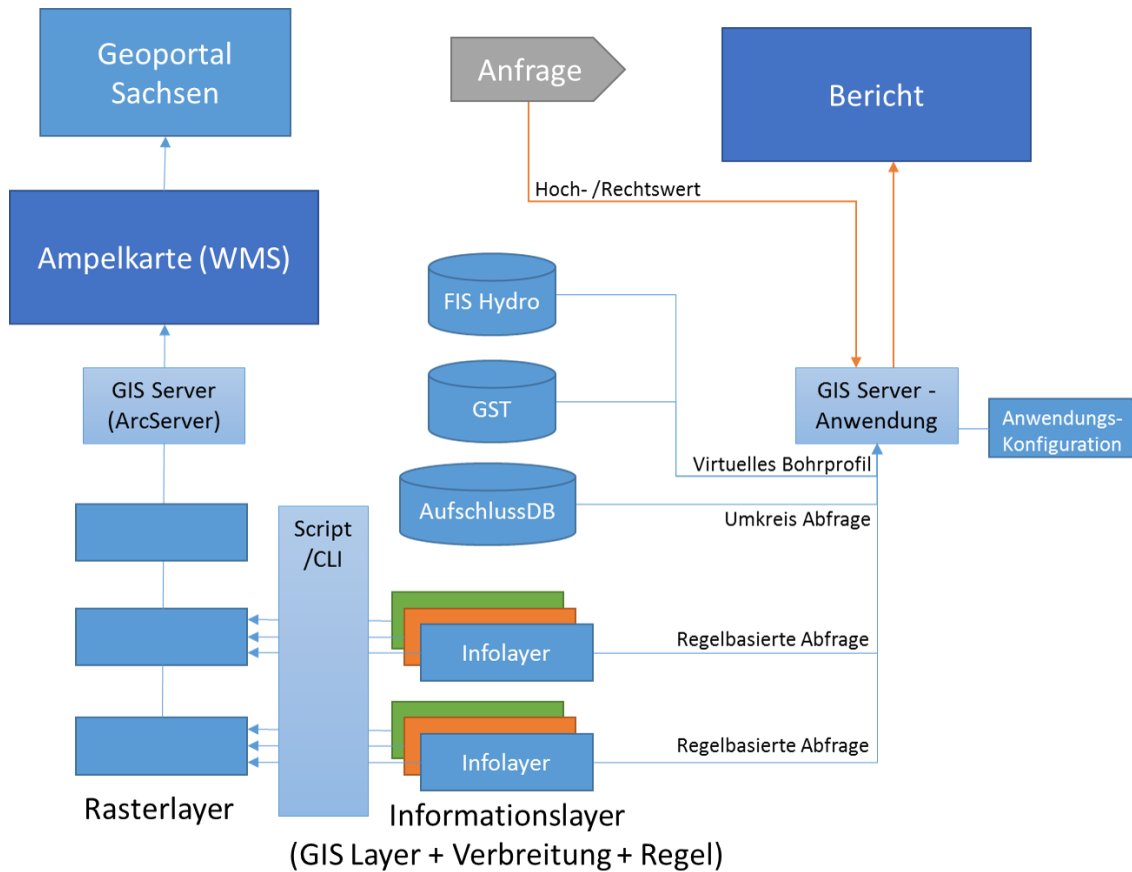 Geoportal
Sachsen
Anfrage
Bericht
Hoch- /Rechtswert
Ampelkarte (WMS)
FIS Hydro
GIS Server
(ArcServer)
GST
GIS Server -
Anwendung
Anwendungs-
Konfiguration
Virtuelles Bohrprofil
AufschlussDB
Umkreis Abfrage
Script
/CLI
Infolayer
Regelbasierte Abfrage
Infolayer
Regelbasierte Abfrage
Rasterlayer
Informationslayer
(GIS Layer + Verbreitung + Regel)